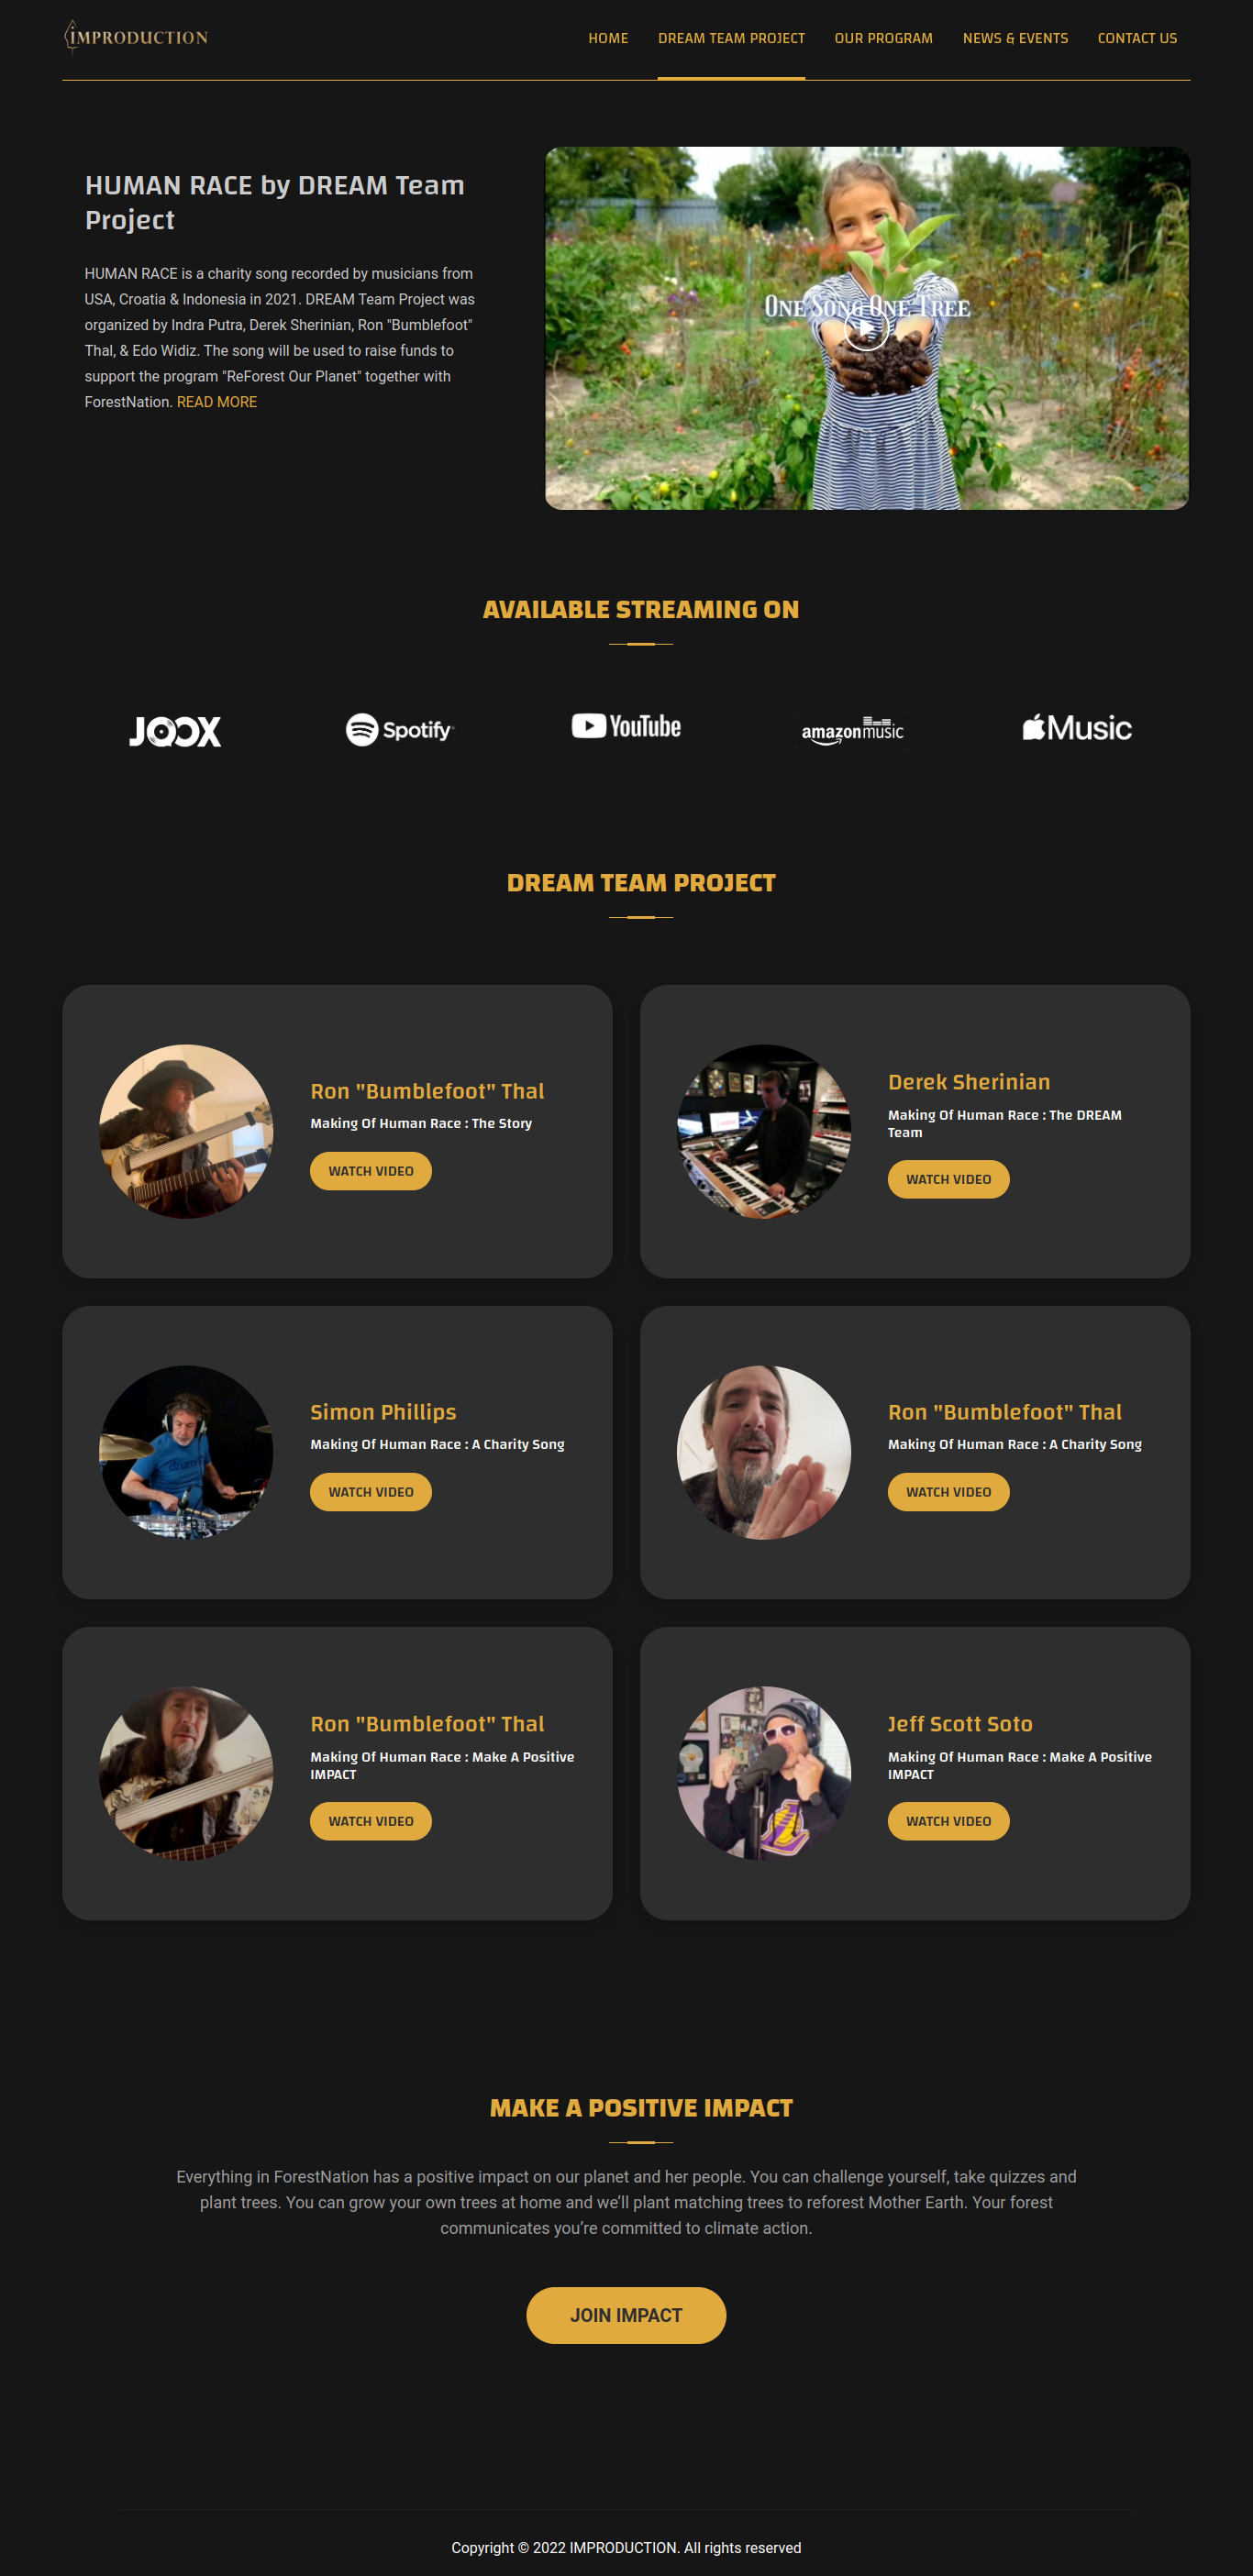 IMPRODUCTION
HOME DREAM TEAM PROJECT OUR PROGRAM NEWS & EVENTS CONTACT US
HUMAN RACE by DREAM Team
Project
HUMAN RACE is a charity song recorded by musicians from
USA, Croatia & Indonesia in 2021. DREAM Team Project was
organized by Indra Putra, Derek Sherinian, Ron "Bumblefoot"
Thal, & Edo Widiz. The song will be used to raise funds to
support the program "ReForest Our Planet" together with
ForestNation. READ MORE
ONE SONG ONE TREE
AVAILABLE STREAMING ON
JOOX
Spotify
YouTube
amazon music
Music
DREAM TEAM PROJECT
Ron "Bumblefoot" Thal
Making Of Human Race : The Story
WATCH VIDEO
Derek Sherinian
Making Of Human Race : The DREAM
Team
WATCH VIDEO
Simon Phillips
Making Of Human Race : A Charity Song
WATCH VIDEO
Ron "Bumblefoot" Thal
Making Of Human Race : A Charity Song
WATCH VIDEO
Ron "Bumblefoot" Thal
Making Of Human Race : Make A Positive
IMPACT
WATCH VIDEO
Jeff Scott Soto
Making Of Human Race : Make A Positive
IMPACT
WATCH VIDEO
MAKE A POSITIVE IMPACT
Everything in ForestNation has a positive impact on our planet and her people. You can challenge yourself, take quizzes and
plant trees. You can grow your own trees at home and we’ll plant matching trees to reforest Mother Earth. Your forest
communicates you’re committed to climate action.
JOIN IMPACT
Copyright © 2022 IMPRODUCTION. All rights reserved